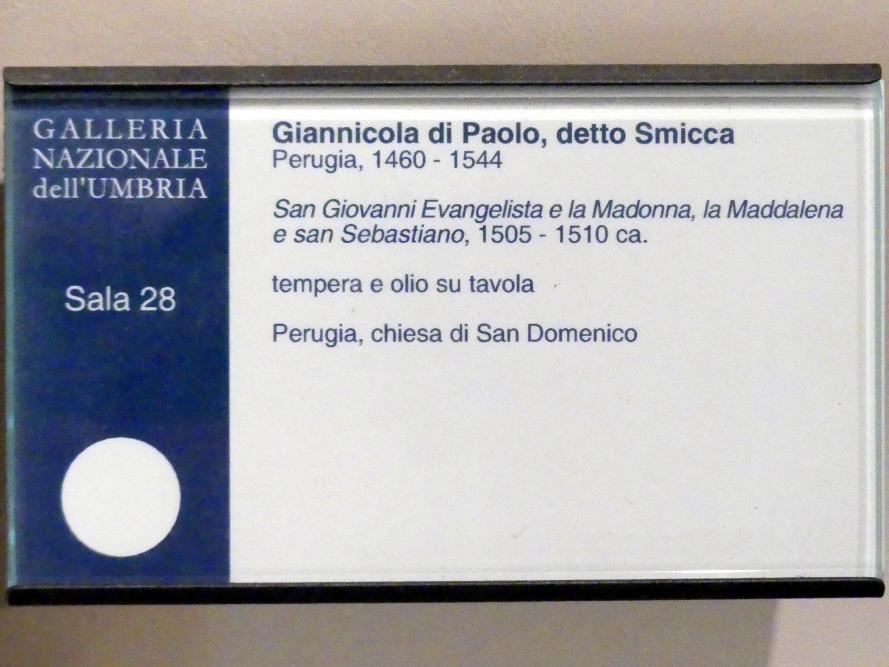 GALLERIA
NAZIONALE
dell'UMBRIA
Sala 28
Giannicola di Paolo, detto Smicca
Perugia, 1460 - 1544
San Giovanni Evangelista e la Madonna, la Maddalena
e san Sebastiano, 1505 - 1510 ca.
tempera e olio su tavola
Perugia, chiesa di San Domenico